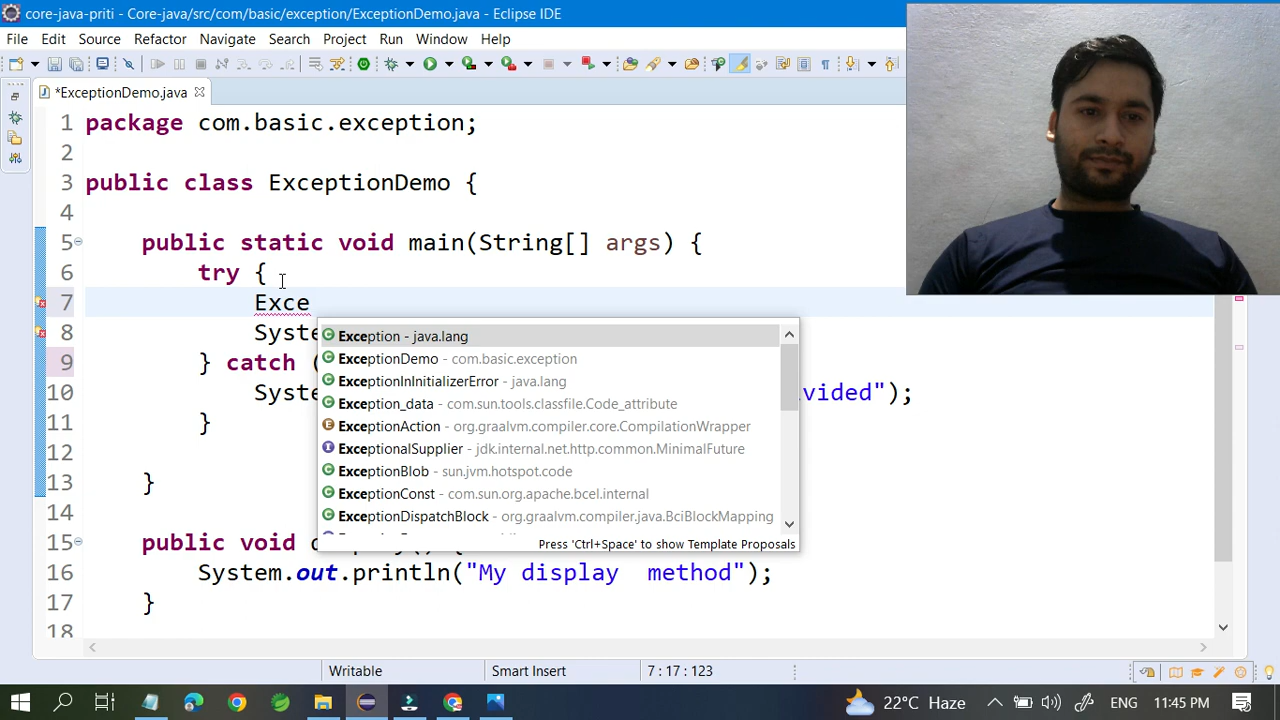 core-java-priti - Core-java/src/com/basic/exception/ExceptionDemo.java - Eclipse IDE
File Edit Source Refactor Navigate Search Project Run Window Help
*ExceptionDemo.java
1 package com.basic.exception;
2
3 public class ExceptionDemo {
4
5 public static void main(String[] args) {
6 try {
7 Exce
8 Syste
Exception - java.lang
9 } catch (
ExceptionDemo - com.basic.exception
ExceptionInInitializerError - java.lang
10 Syste vided");
Exception_data - com.sun.tools.classfile.Code_attribute
11 }
ExceptionAction - org.graalvm.compiler.core.CompilationWrapper
12
ExceptionalSupplier - jdk.internal.net.http.common.MinimalFuture
ExceptionBlob - sun.jvm.hotspot.code
13 }
ExceptionConst - com.sun.org.apache.bcel.internal
14
ExceptionDispatchBlock - org.graalvm.compiler.java.BciBlockMapping
15 public void
Press 'Ctrl+Space' to show Template Proposals
16 System.out.println("My display method");
17 }
18
Writable Smart Insert 7 : 17 : 123
22°C Haze ENG 11:45 PM